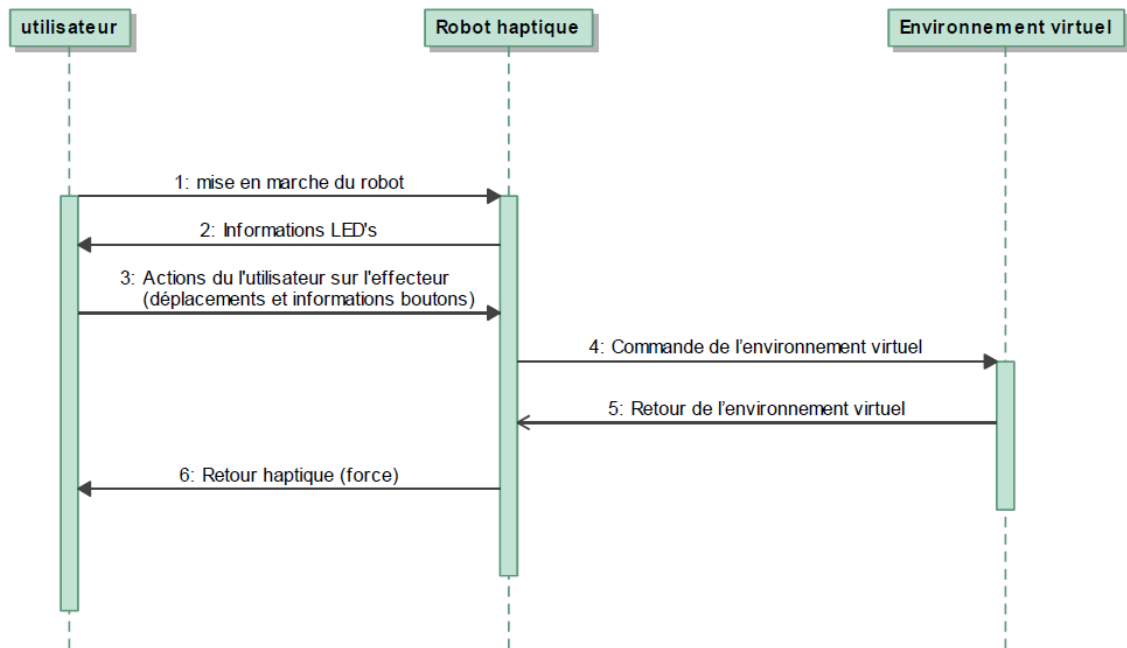 utilisateur
Robot haptique
Environnement virtuel
1: mise en marche du robot
2: Informations LED's
3: Actions du l'utilisateur sur l'effecteur
(déplacements et informations boutons)
4: Commande de l’environnement virtuel
5: Retour de l’environnement virtuel
6: Retour haptique (force)